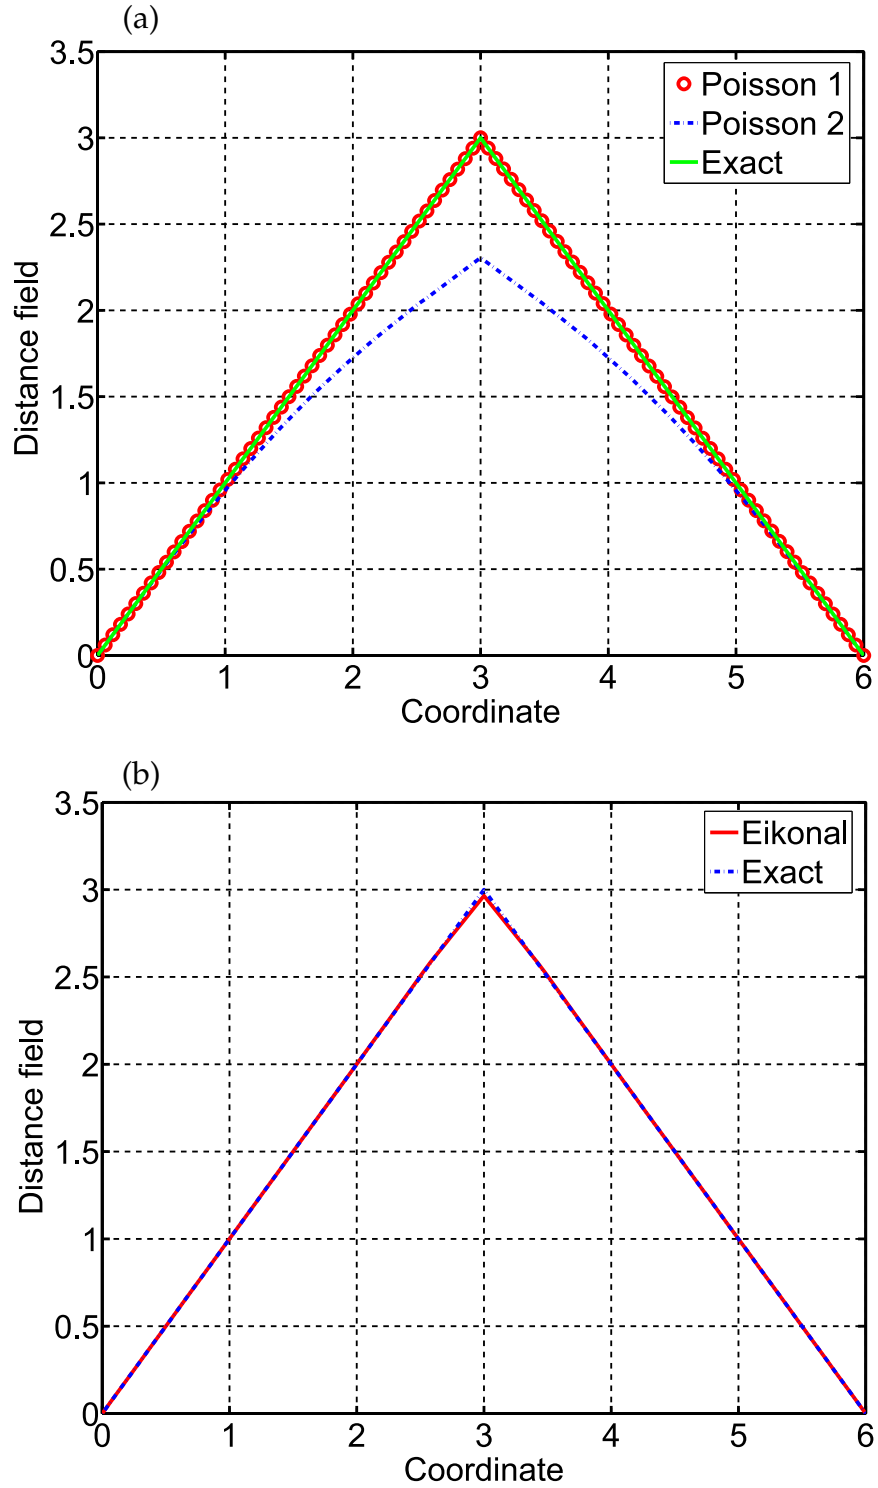 (a)
3.5
3
2.5
2
1.5
1
0.5
0
Distance field
Poisson 1
Poisson 2
Exact
0 1 2 3 4 5 6
Coordinate
(b)
3.5
3
2.5
2
1.5
1
0.5
0
Distance field
Eikonal
Exact
0 1 2 3 4 5 6
Coordinate